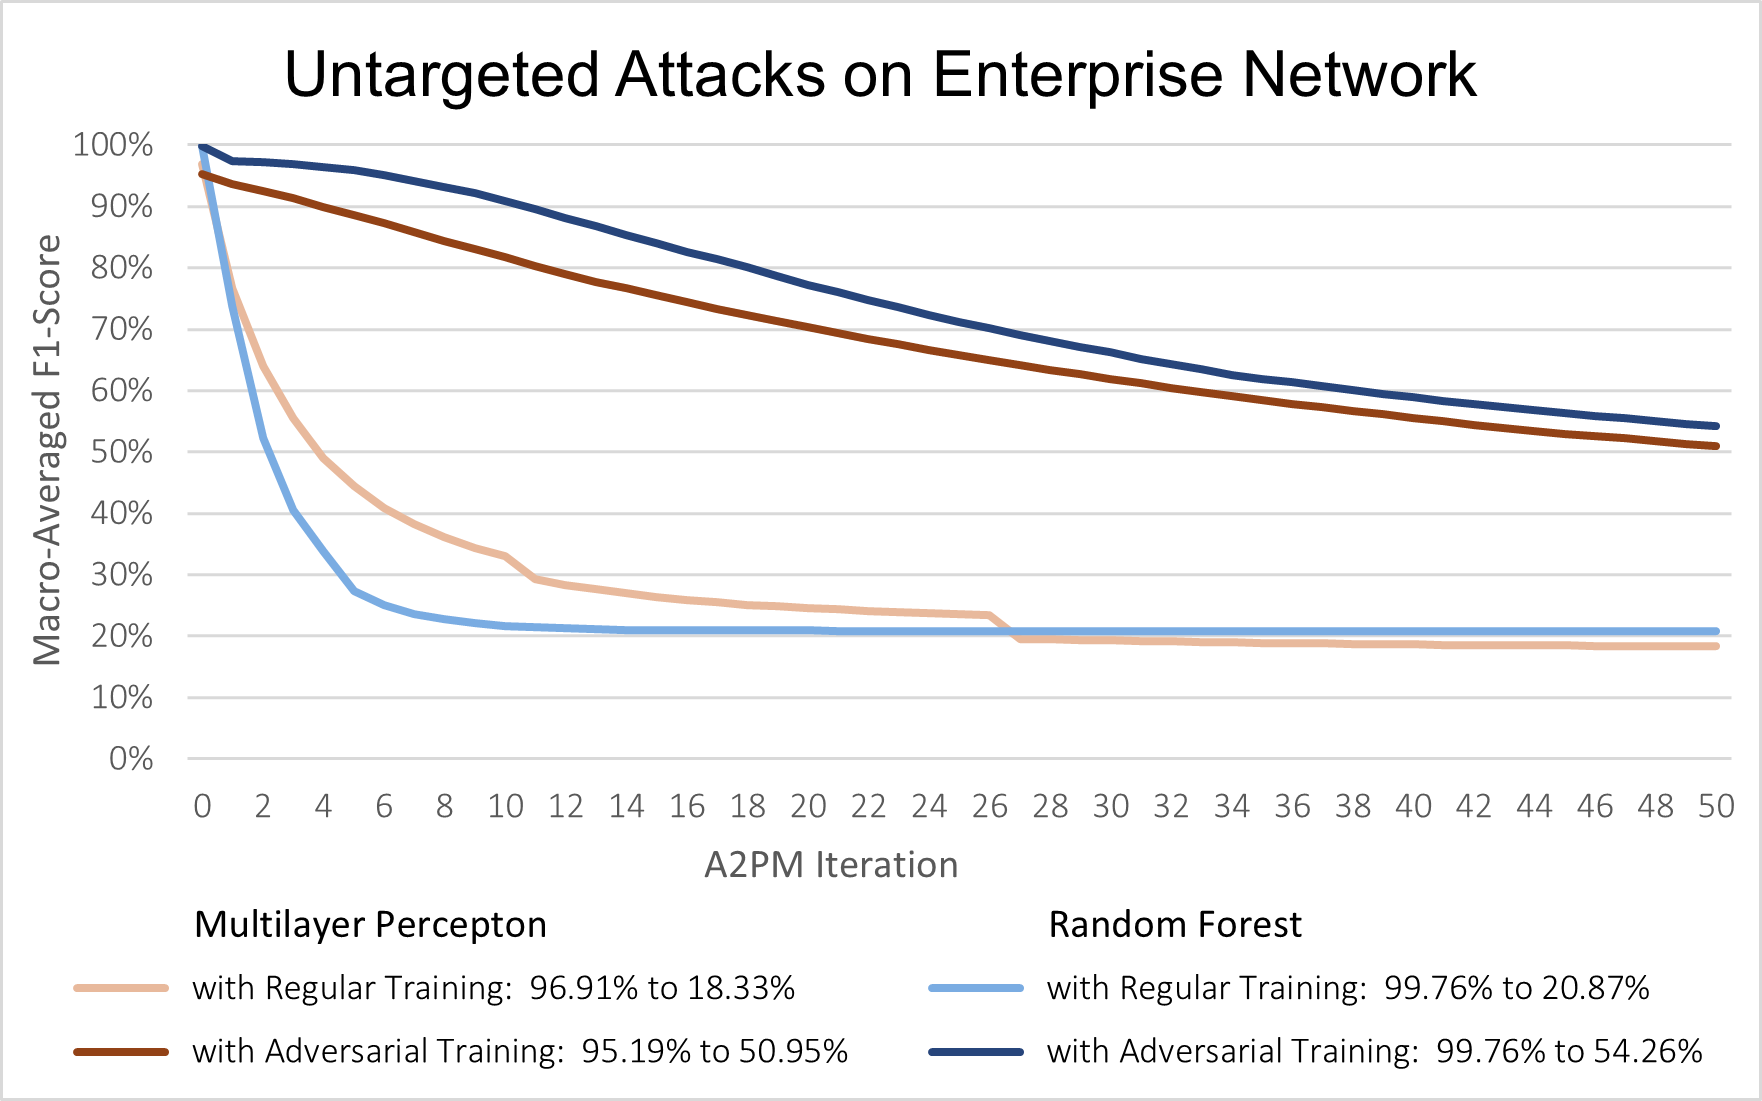 Untargeted Attacks on Enterprise Network
Macro-Averaged F1-Score
100%
90%
80%
70%
60%
50%
40%
30%
20%
10%
0%
0 2 4 6 8 10 12 14 16 18 20 22 24 26 28 30 32 34 36 38 40 42 44 46 48 50
A2PM Iteration
Multilayer Percepton
with Regular Training: 96.91% to 18.33%
with Adversarial Training: 95.19% to 50.95%
Random Forest
with Regular Training: 99.76% to 20.87%
with Adversarial Training: 99.76% to 54.26%